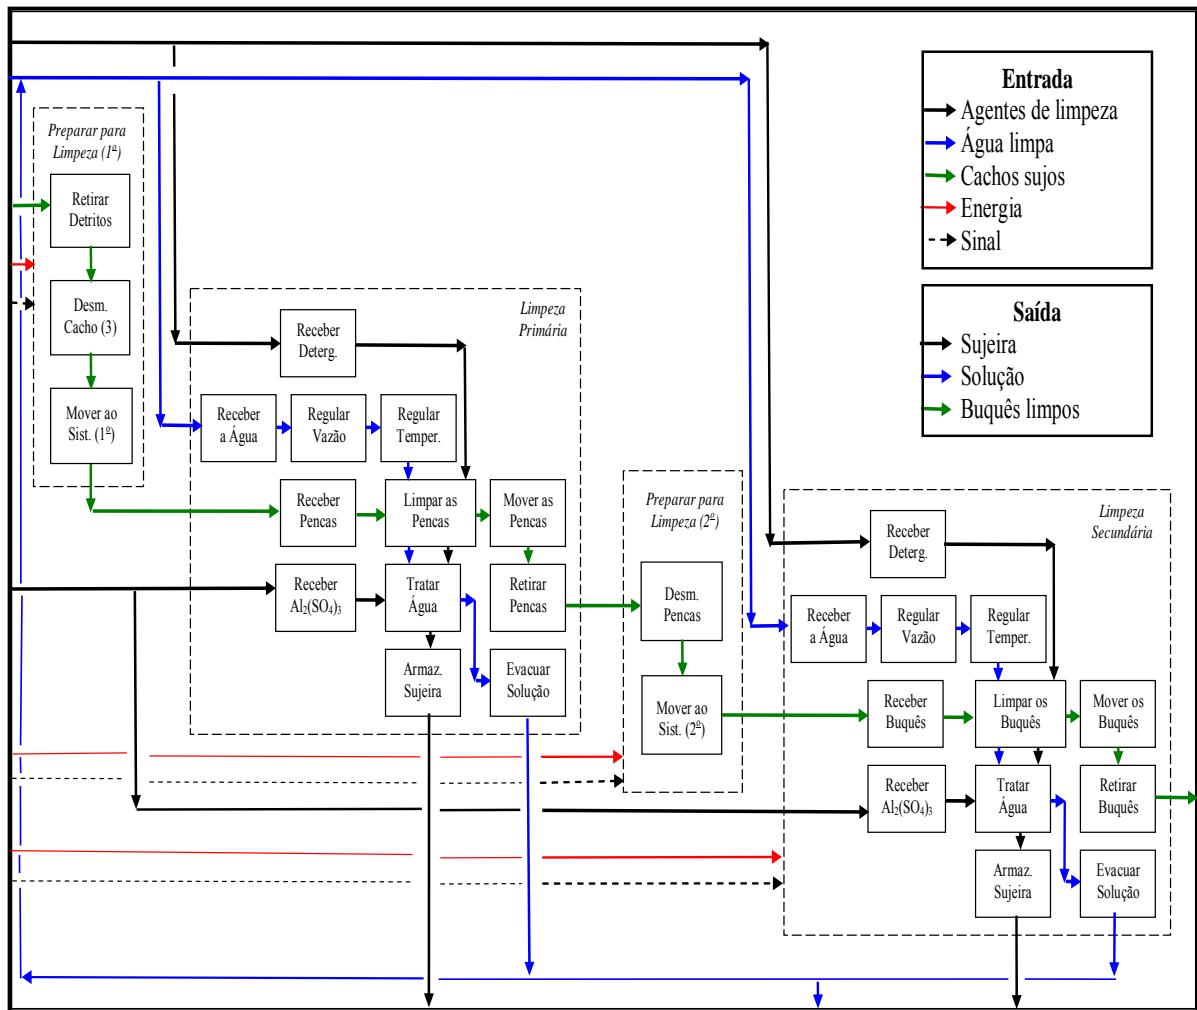 Entrada
Agentes de limpeza
Água limpa
Cachos sujos
Energia
Sinal
Saída
Sujeira
Solução
Buquês limpos
Preparar para
Limpeza (1º)
Retirar
Detritos
Desm.
Cacho (3)
Mover ao
Sist. (1º)
Limpeza
Primária
Receber
Deterg.
Receber
a Água
Regular
Vazão
Regular
Temper.
Receber
Pencas
Limpar as
Pencas
Mover as
Pencas
Receber
Al₂(SO₄)₃
Tratar
Água
Retirar
Pencas
Armaz.
Sujeira
Evacuar
Solução
Preparar para
Limpeza (2º)
Desm.
Pencas
Mover ao
Sist. (2º)
Limpeza
Secundária
Receber
Deterg.
Receber
a Água
Regular
Vazão
Regular
Temper.
Receber
Buquês
Limpar os
Buquês
Mover os
Buquês
Receber
Al₂(SO₄)₃
Tratar
Água
Retirar
Buquês
Armaz.
Sujeira
Evacuar
Solução